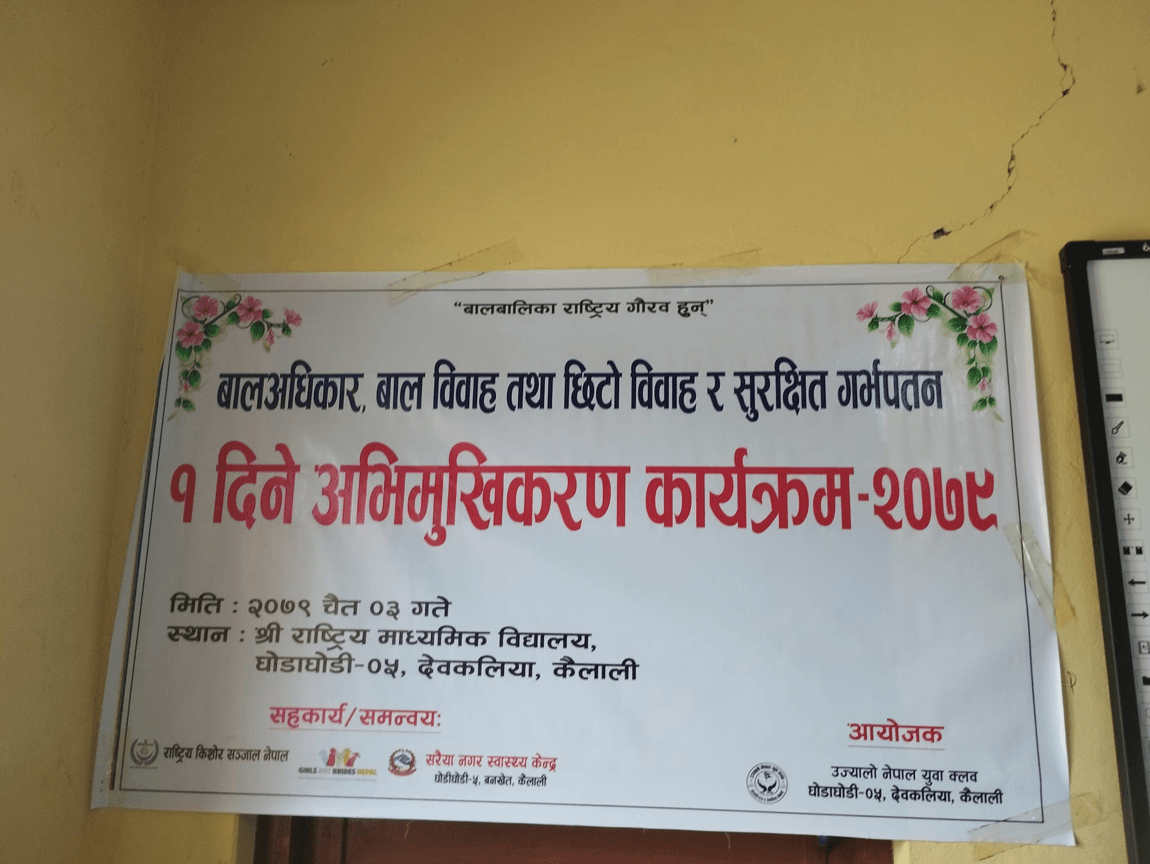 “बालबालिका राष्ट्रिय गौरव हुन्”
बालअधिकार, बाल विवाह तथा छिटो विवाह र सुरक्षित गर्भपतन
१ दिने अभिमुखिकरण कार्यक्रम-२०७९
मिति : २०७९ चैत ०३ गते
स्थान : श्री राष्ट्रिय माध्यमिक विद्यालय,
घोडाघोडी-०५, देवकलिया, कैलाली
सहकार्य/समन्वय:
राष्ट्रिय किशोर सञ्जाल नेपाल
GIRLS NOT BRIDES NEPAL
सरैया नगर स्वास्थ्य केन्द्र
घोडीघोडी-५, बनखेत, कैलाली
आयोजक
उज्यालो नेपाल युवा क्लव
घोडाघोडी-०५, देवकलिया, कैलाली